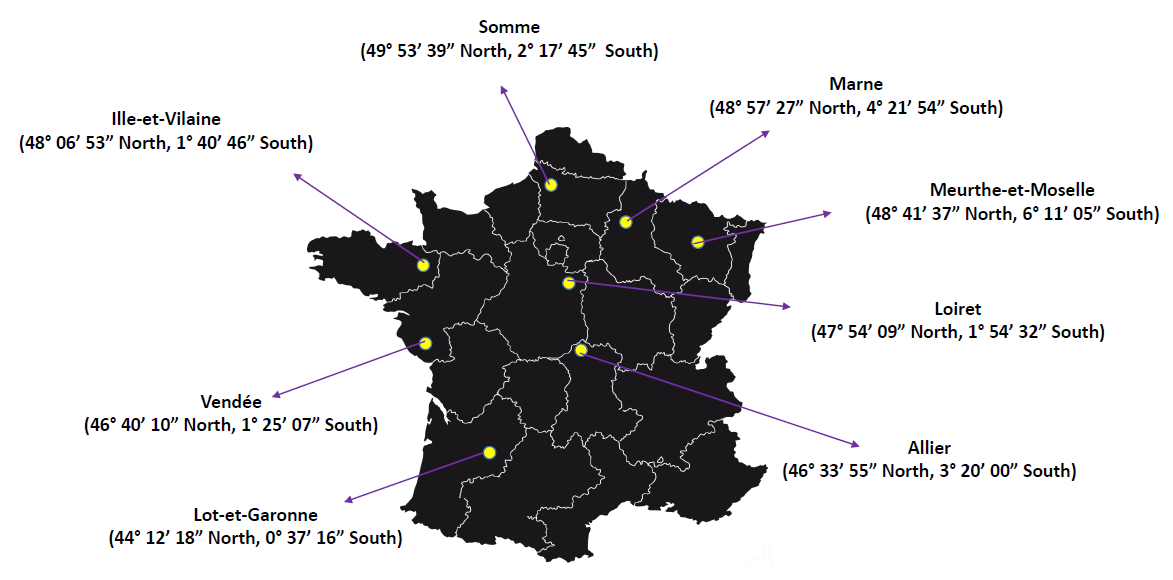 Somme
(49° 53’ 39” North, 2° 17’ 45” South)
Marne
(48° 57’ 27” North, 4° 21’ 54” South)
Ille-et-Vilaine
(48° 06’ 53” North, 1° 40’ 46” South)
Meurthe-et-Moselle
(48° 41’ 37” North, 6° 11’ 05” South)
Loiret
(47° 54’ 09” North, 1° 54’ 32” South)
Vendée
(46° 40’ 10” North, 1° 25’ 07” South)
Allier
(46° 33’ 55” North, 3° 20’ 00” South)
Lot-et-Garonne
(44° 12’ 18” North, 0° 37’ 16” South)